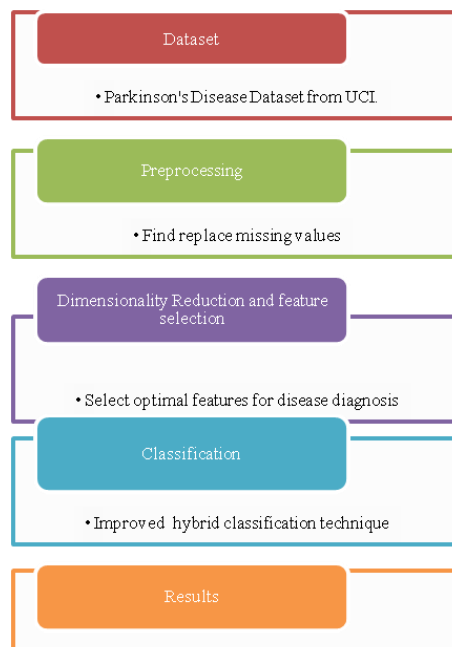 Dataset
• Parkinson's Disease Dataset from UCI.
Preprocessing
• Find replace missing values
Dimensionality Reduction and feature
selection
• Select optimal features for disease diagnosis
Classification
• Improved hybrid classification technique
Results